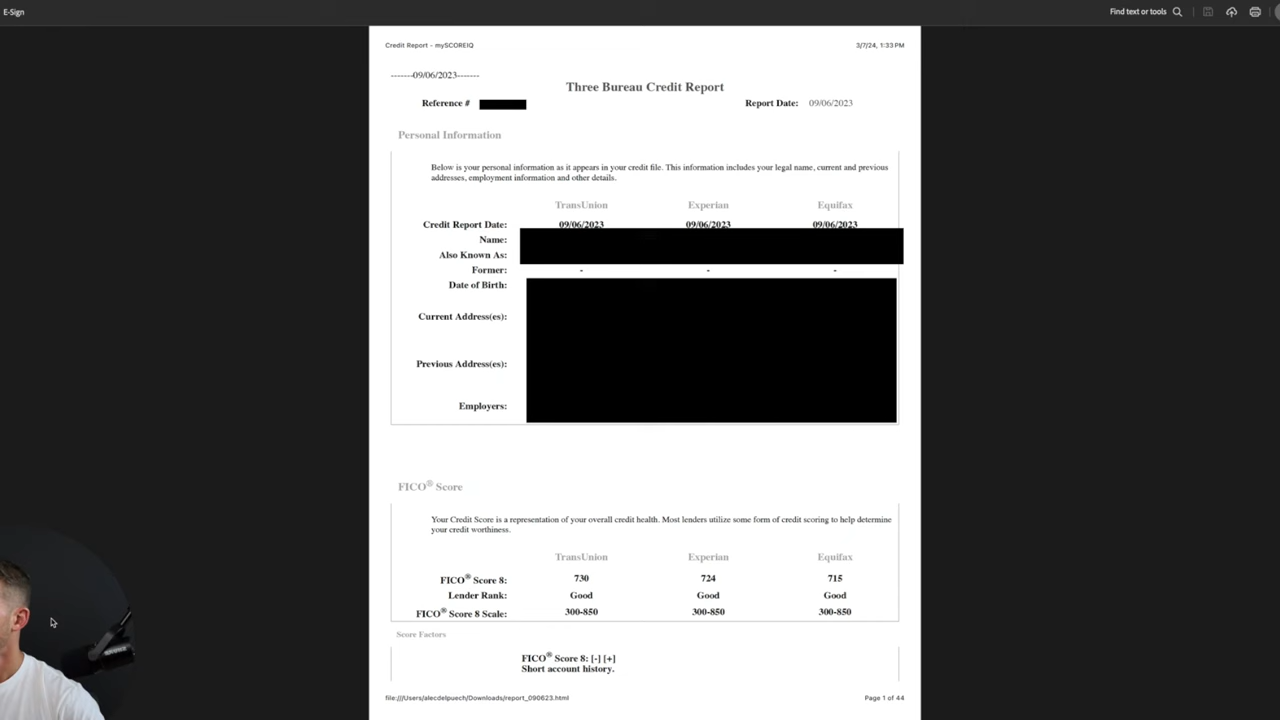 E-Sign
Find text or tools
Credit Report - mySCOREIQ 3/7/24, 1:33 PM
-------09/06/2023-------
Three Bureau Credit Report
Reference # Report Date: 09/06/2023
Personal Information
Below is your personal information as it appears in your credit file. This information includes your legal name, current and previous
addresses, employment information and other details.
TransUnion Experian Equifax
Credit Report Date: 09/06/2023 09/06/2023 09/06/2023
Name:
Also Known As:
Former: - - -
Date of Birth:
Current Address(es):
Previous Address(es):
Employers:
FICO® Score
Your Credit Score is a representation of your overall credit health. Most lenders utilize some form of credit scoring to help determine
your credit worthiness.
TransUnion Experian Equifax
FICO® Score 8: 730 724 715
Lender Rank: Good Good Good
FICO® Score 8 Scale: 300-850 300-850 300-850
Score Factors
FICO® Score 8: [-] [+]
Short account history.
file:///Users/alecdelpuech/Downloads/report_090623.html Page 1 of 44